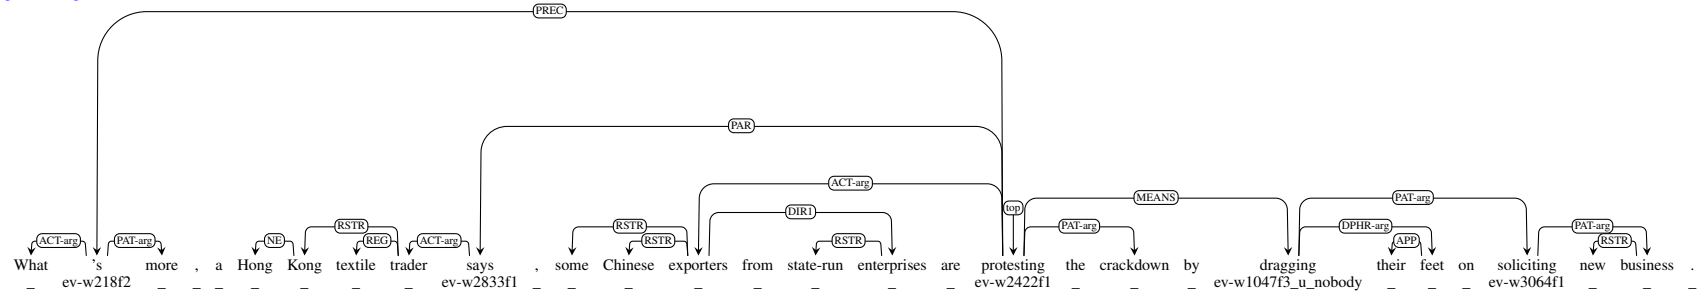 PREC
PAR
ACT-arg
top
MEANS
PAT-arg
DIR1
RSTR
RSTR
PAT-arg
DPHR-arg
PAT-arg
ACT-arg
PAT-arg
NE
REG
ACT-arg
RSTR
RSTR
APP
RSTR
What 's more , a Hong Kong textile trader says , some Chinese exporters from state-run enterprises are protesting the crackdown by dragging their feet on soliciting new business .
_ ev-w218f2 _ _ _ _ _ _ _ ev-w2833f1 _ _ _ _ _ _ _ _ ev-w2422f1 _ _ _ ev-w1047f3_u_nobody _ _ _ ev-w3064f1 _ _ _